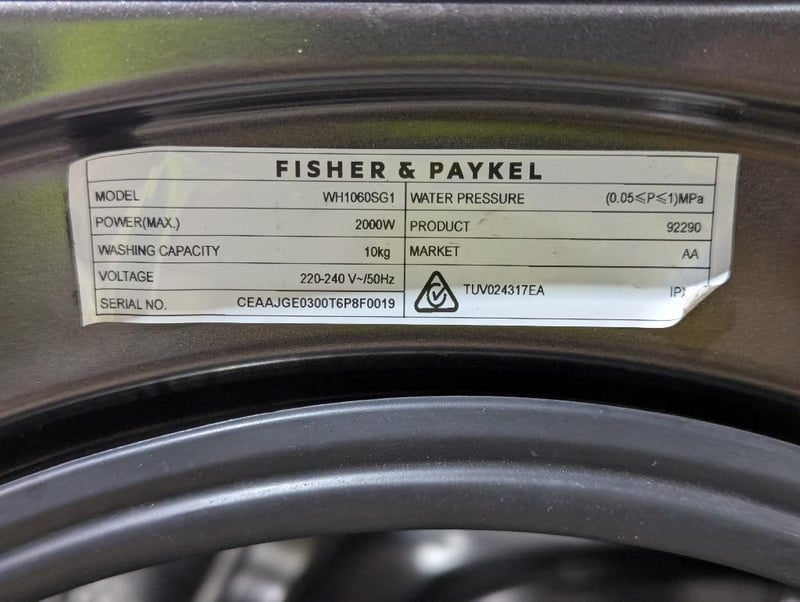 FISHER & PAYKEL
MODEL WH1060SG1
POWER(MAX.) 2000W
WASHING CAPACITY 10kg
VOLTAGE 220-240 V~/50Hz
SERIAL NO. CEAAJGE0300T6P8F0019
WATER PRESSURE (0.05≤P≤1)MPa
PRODUCT 92290
MARKET AA
TUV024317EA